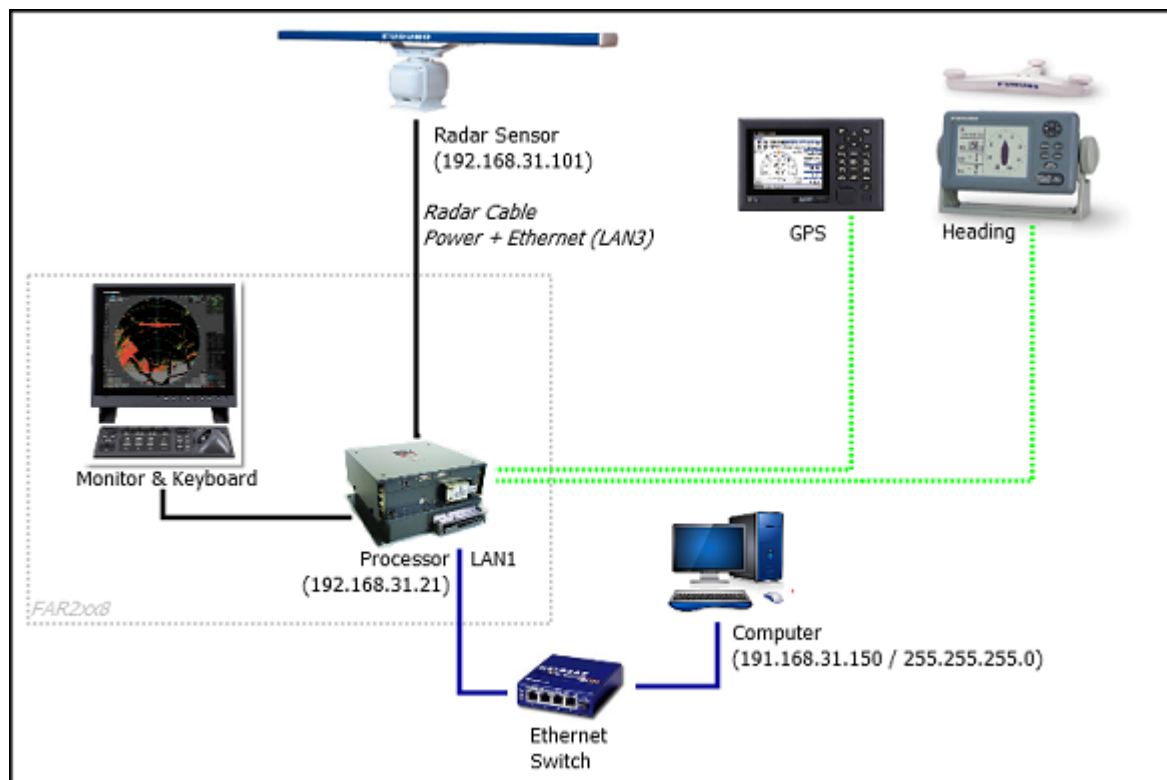 FURUNO
Radar Sensor
(192.168.31.101)
Radar Cable
Power + Ethernet (LAN3)
GPS
Heading
Monitor & Keyboard
Processor
(192.168.31.21)
LAN1
FAR2xx8
Computer
(191.168.31.150 / 255.255.255.0)
Ethernet
Switch